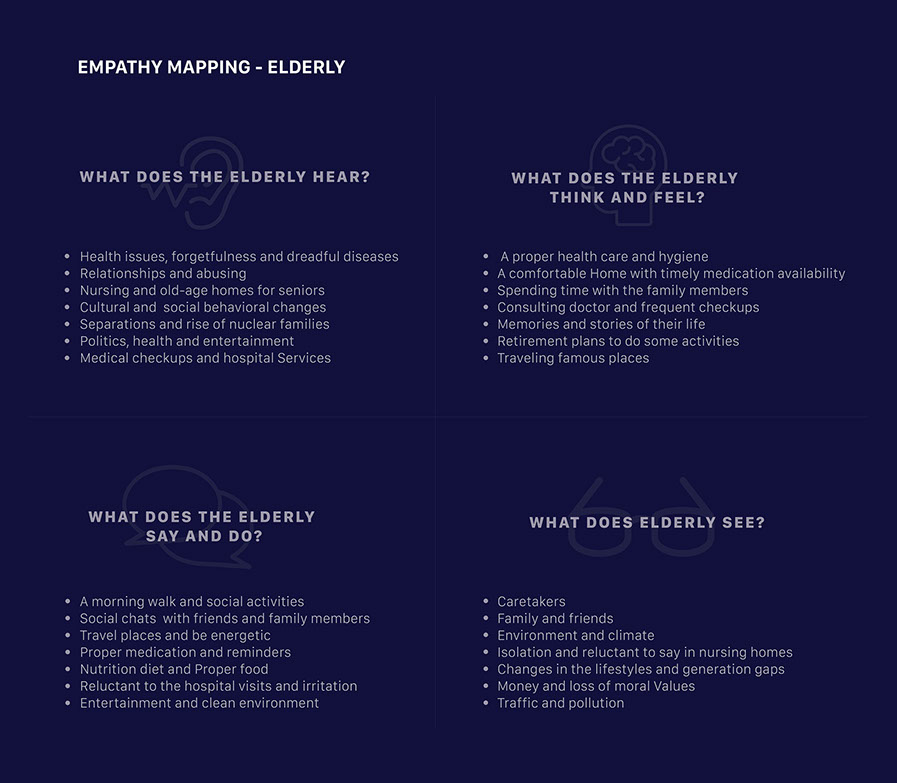 EMPATHY MAPPING - ELDERLY
WHAT DOES THE ELDERLY HEAR?
• Health issues, forgetfulness and dreadful diseases
• Relationships and abusing
• Nursing and old-age homes for seniors
• Cultural and  social behavioral changes
• Separations and rise of nuclear families
• Politics, health and entertainment
• Medical checkups and hospital Services
WHAT DOES THE ELDERLY
THINK AND FEEL?
• A proper health care and hygiene
• A comfortable Home with timely medication availability
• Spending time with the family members
• Consulting doctor and frequent checkups
• Memories and stories of their life
• Retirement plans to do some activities
• Traveling famous places
WHAT DOES THE ELDERLY
SAY AND DO?
• A morning walk and social activities
• Social chats  with friends and family members
• Travel places and be energetic
• Proper medication and reminders
• Nutrition diet and Proper food
• Reluctant to the hospital visits and irritation
• Entertainment and clean environment
WHAT DOES ELDERLY SEE?
• Caretakers
• Family and friends
• Environment and climate
• Isolation and reluctant to say in nursing homes
• Changes in the lifestyles and generation gaps
• Money and loss of moral Values
• Traffic and pollution